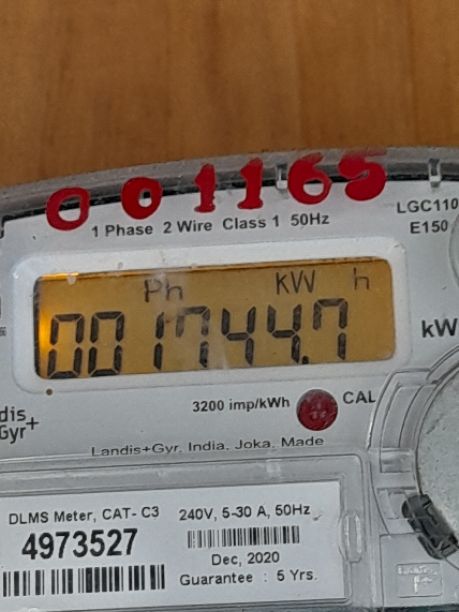 001165
1 Phase 2 Wire Class 1 50Hz
LGC110
E150
Ph KW h
001744.7
kW
3200 imp/kWh
CAL
dis+
Gyr
Landis+Gyr, India, Joka, Made
DLMS Meter, CAT- C3
4973527
240V, 5-30 A, 50Hz
Dec, 2020
Guarantee : 5 Yrs.